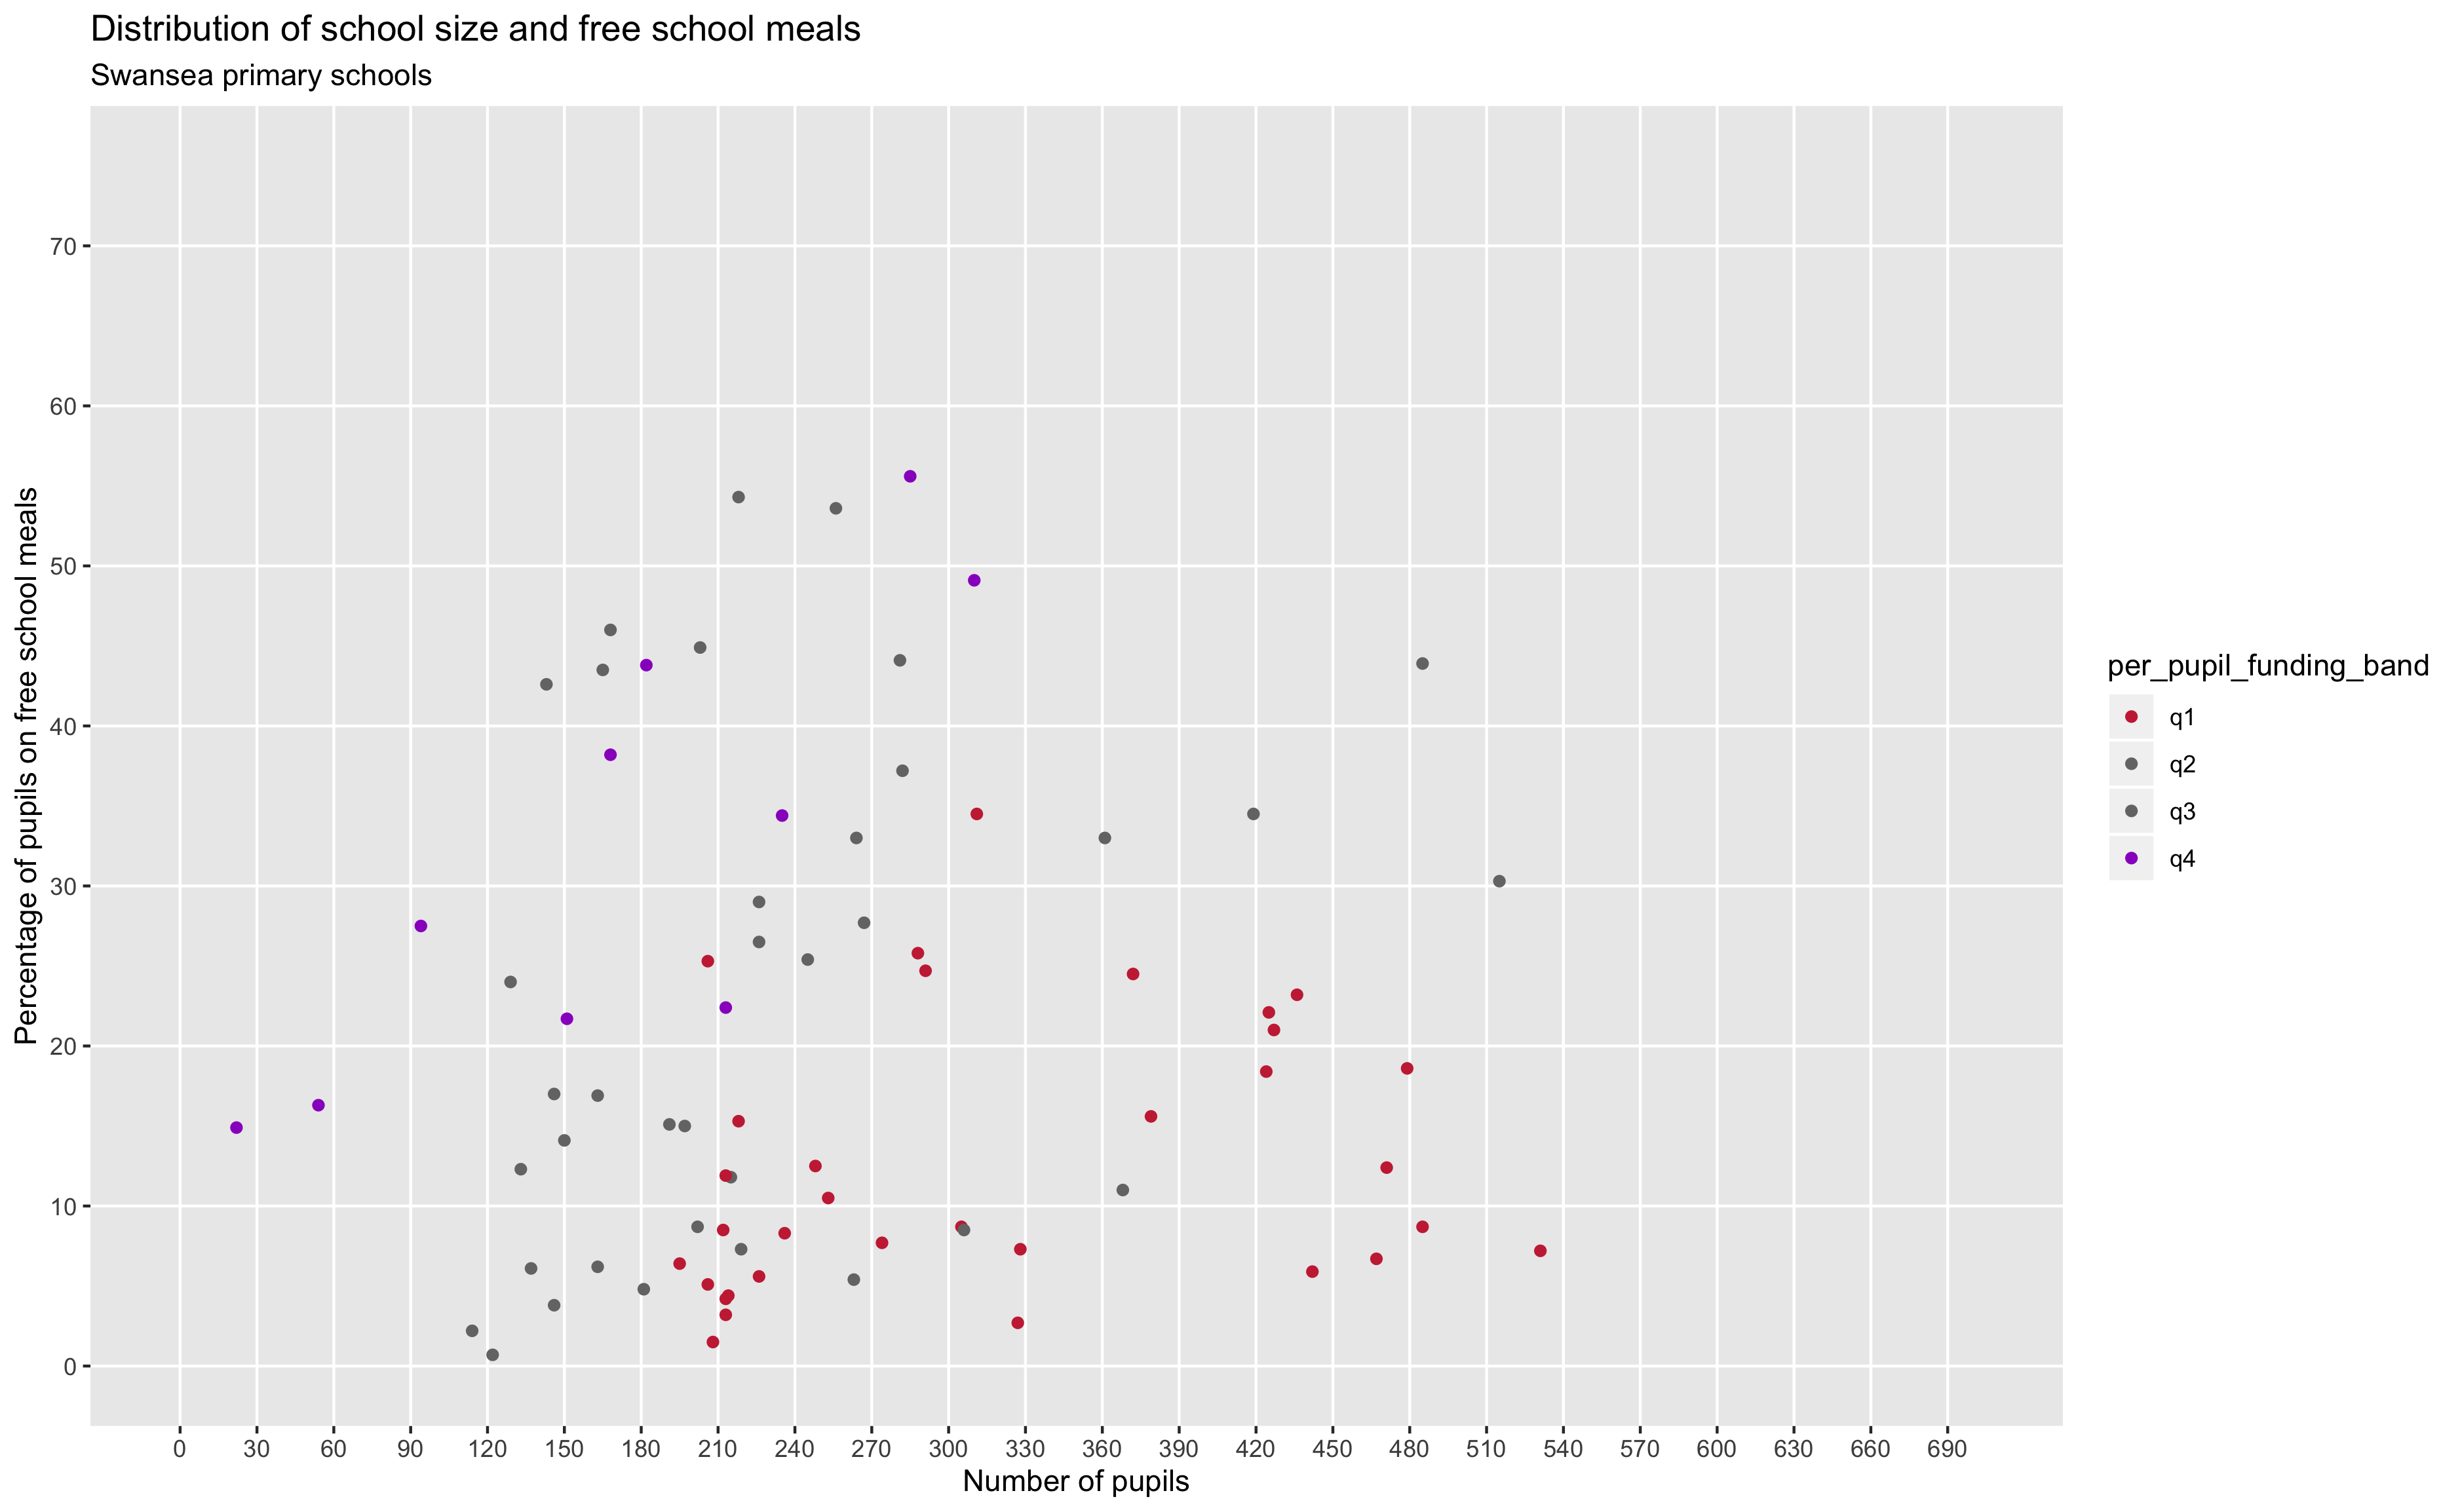 Distribution of school size and free school meals
Swansea primary schools
Percentage of pupils on free school meals
70
60
50
40
30
20
10
0
0 30 60 90 120 150 180 210 240 270 300 330 360 390 420 450 480 510 540 570 600 630 660 690
Number of pupils
per_pupil_funding_band
q1
q2
q3
q4